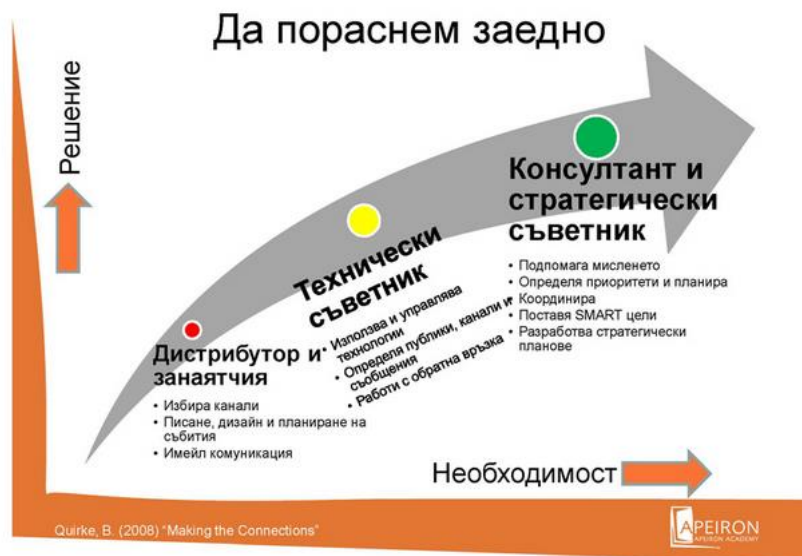 Да пораснем заедно
Решение
Консултант и
стратегически
съветник
• Подпомага мисленето
• Определя приоритети и планира
• Координира
• Поставя SMART цели
• Разработва стратегически
планове
Технически
съветник
• Използва и управлява
технологии
• Определя публики, канали и
съобщения
• Работи с обратна връзка
Дистрибутор и
занаятчия
• Избира канали
• Писане, дизайн и планиране на
събития
• Имейл комуникация
Необходимост
Quirke, B. (2008) “Making the Connections”
APEIRON
APEIRON ACADEMY